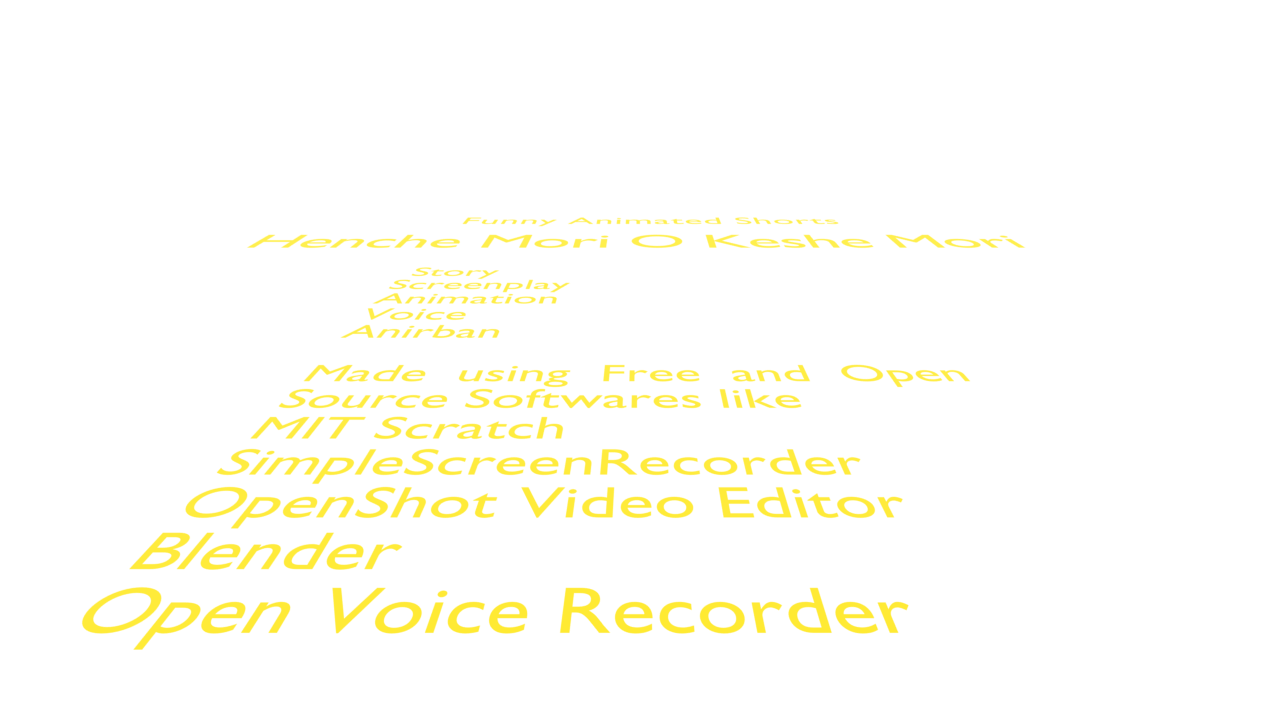 Funny Animated Shorts
Henche Mori O Keshe Mori
Story
Screenplay
Animation
Voice
Anirban
Made using Free and Open
Source Softwares like
MIT Scratch
SimpleScreenRecorder
OpenShot Video Editor
Blender
Open Voice Recorder